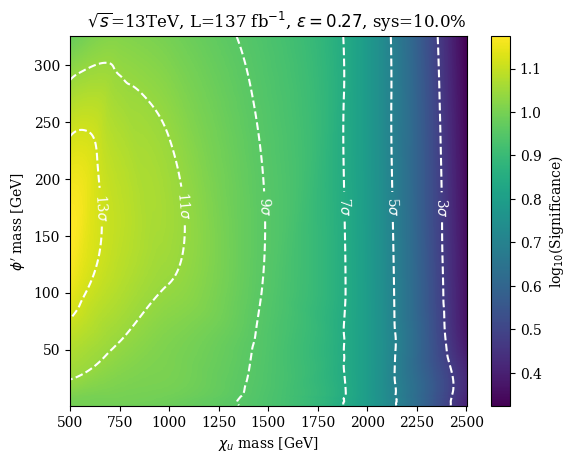 √s=13TeV, L=137 fb⁻¹, ε=0.27, sys=10.0%
300
250
200
150
100
50
ϕ′ mass [GeV]
13σ
11σ
9σ
7σ
5σ
3σ
500 750 1000 1250 1500 1750 2000 2250 2500
χᵤ mass [GeV]
1.1
1.0
0.9
0.8
0.7
0.6
0.5
0.4
log₁₀(Significance)